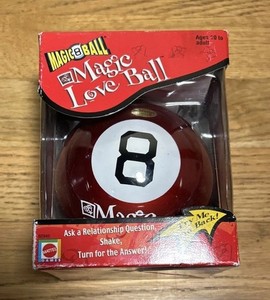 MAGIC 8 BALL
Ages 10 to
adult
Magic
Love Ball
8
Magic
Me
Back!
Ask a Relationship Question,
Shake,
Turn for the Answer!
MATTEL